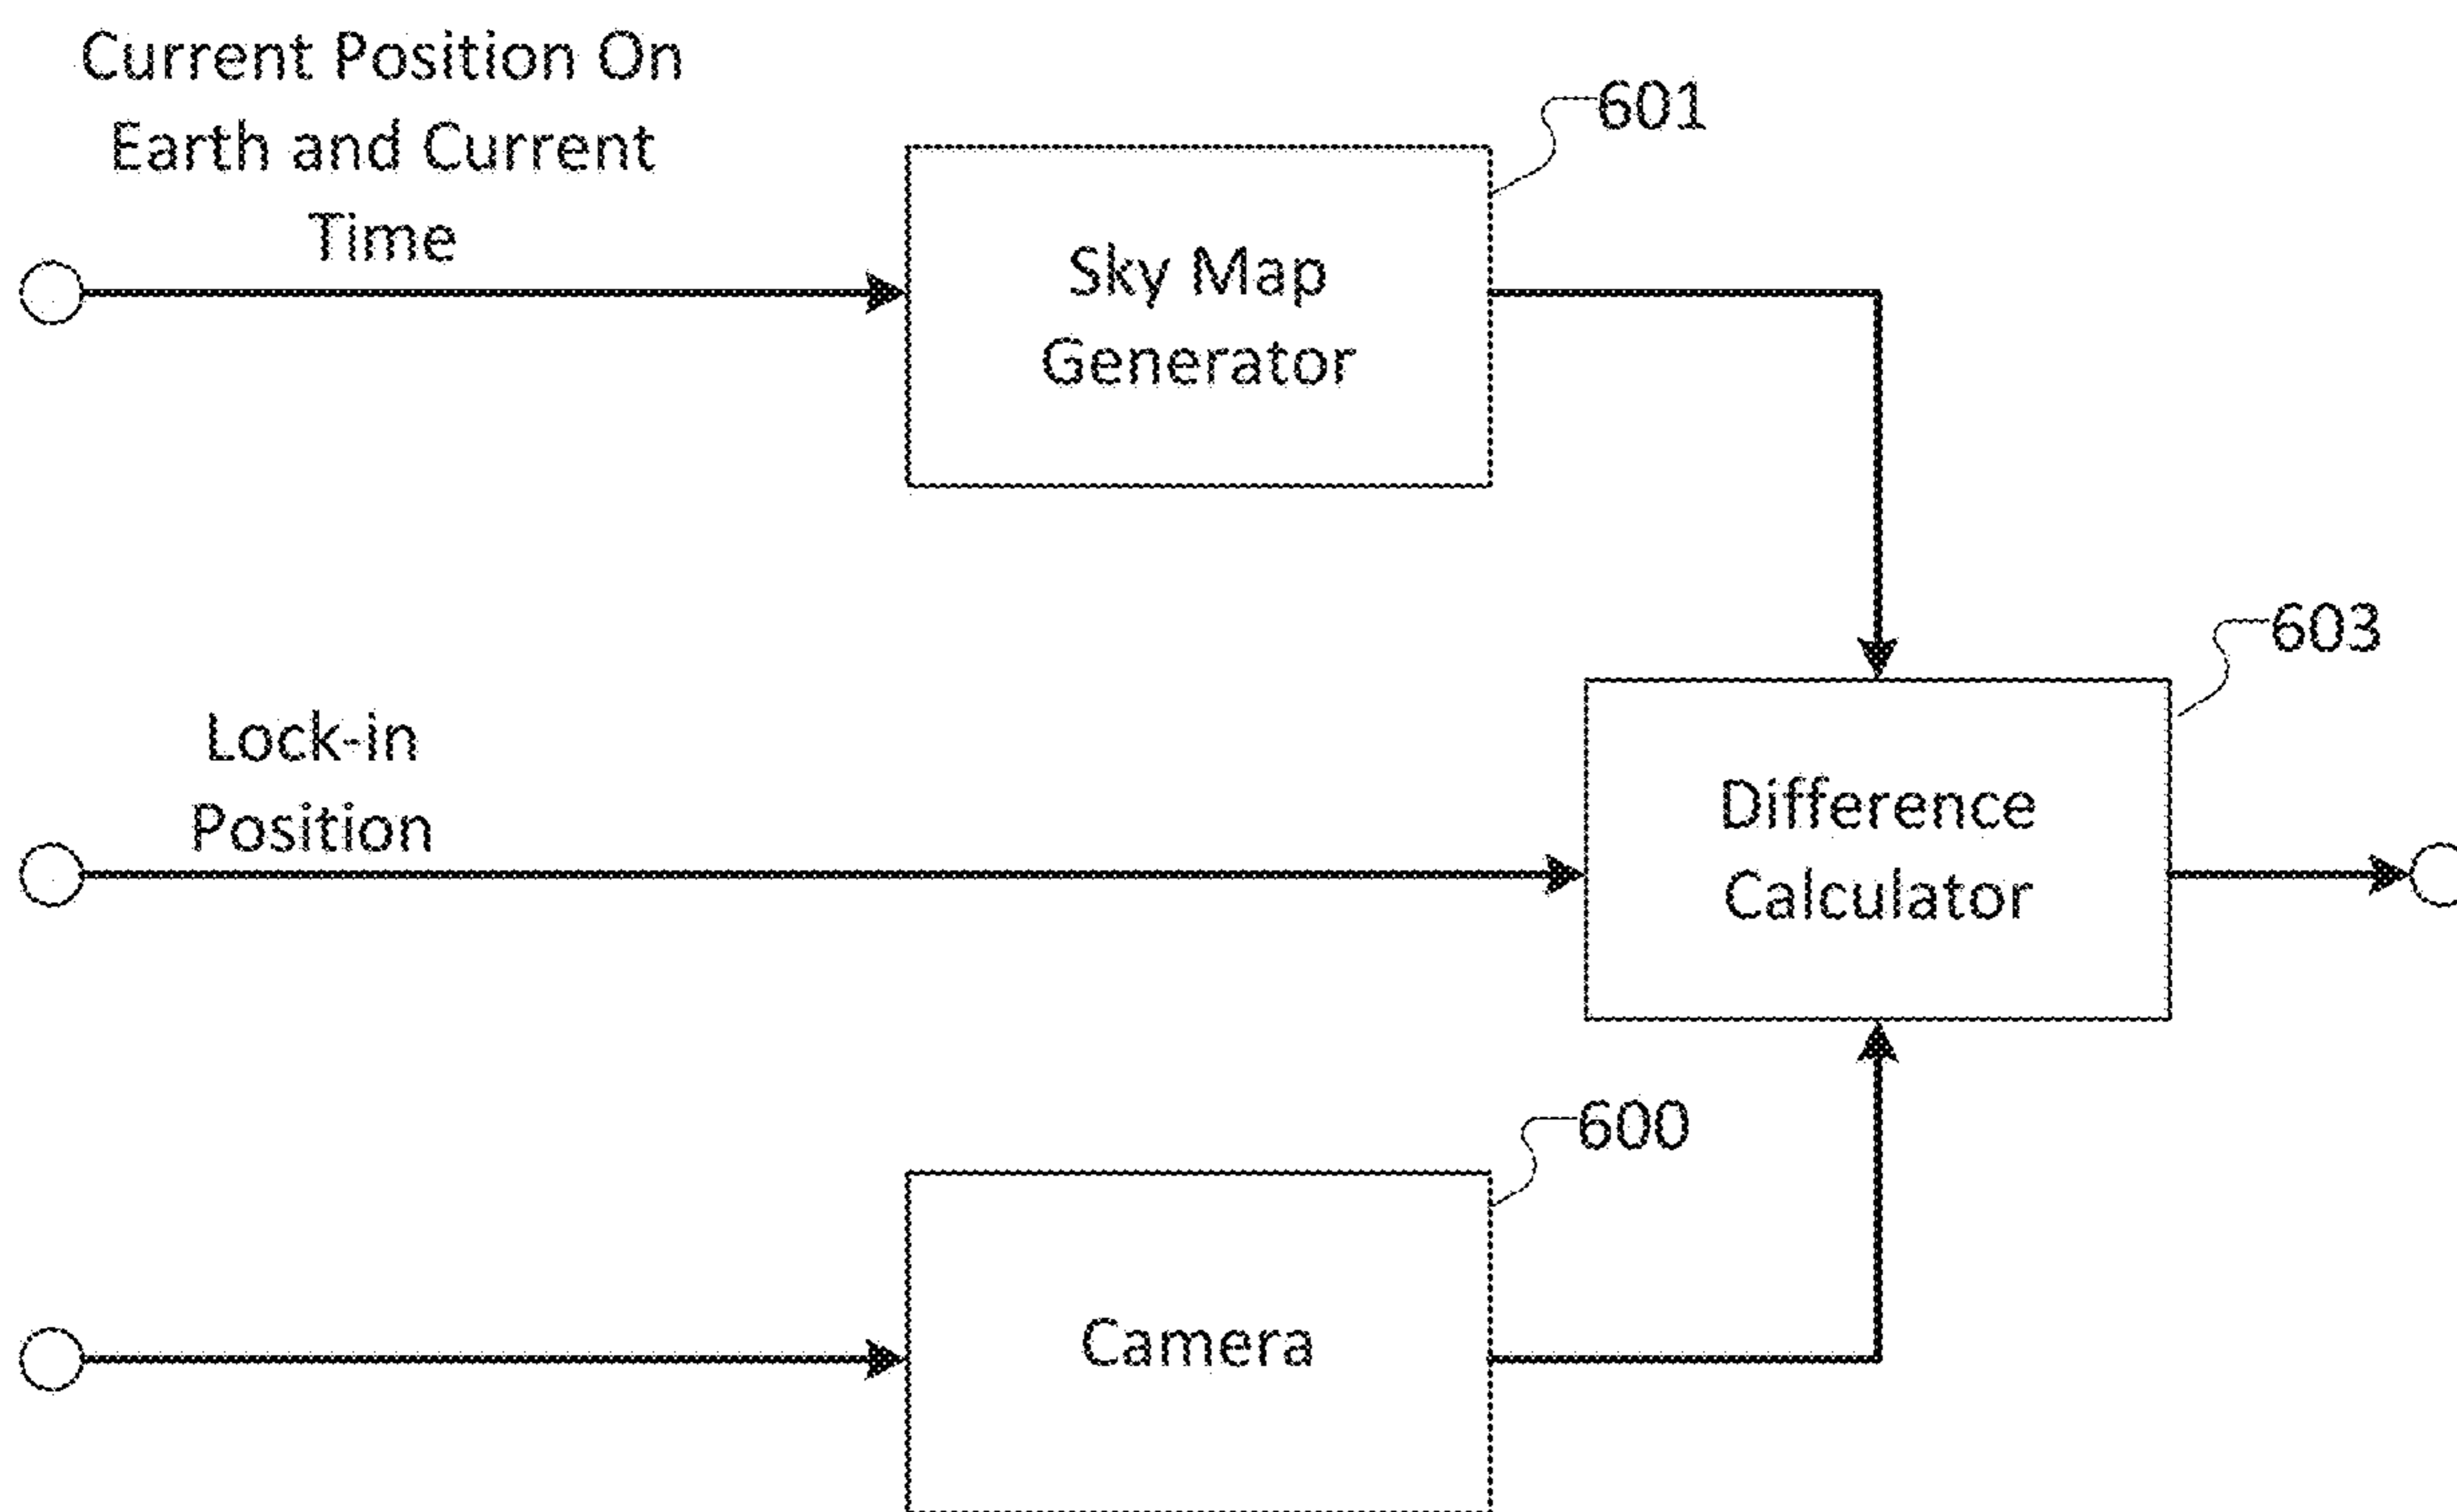 Current Position On
Earth and Current
Time
601
Sky Map
Generator
603
Lock-in
Position
Difference
Calculator
600
Camera